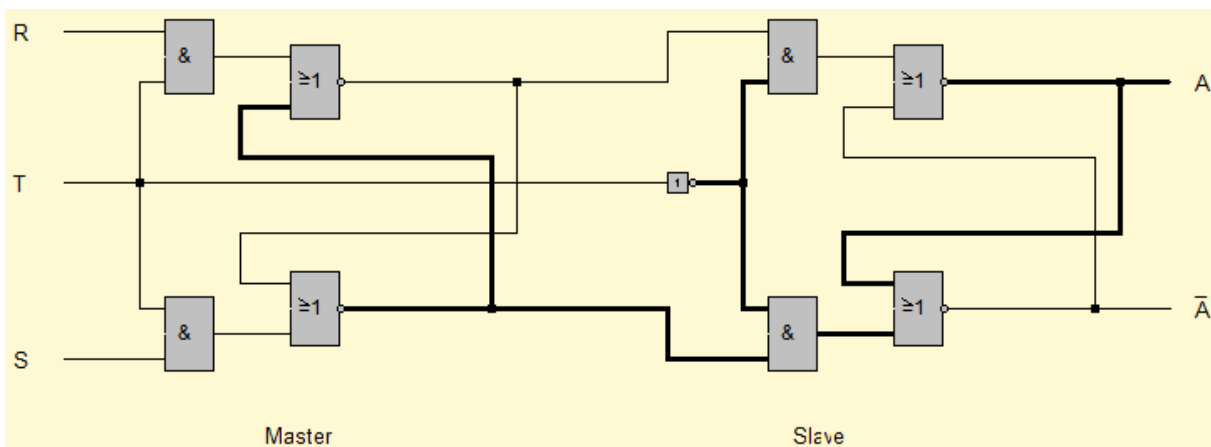 R
& ≥1 & ≥1 A
T
1
& ≥1 & ≥1 A̅
S
Master Slave